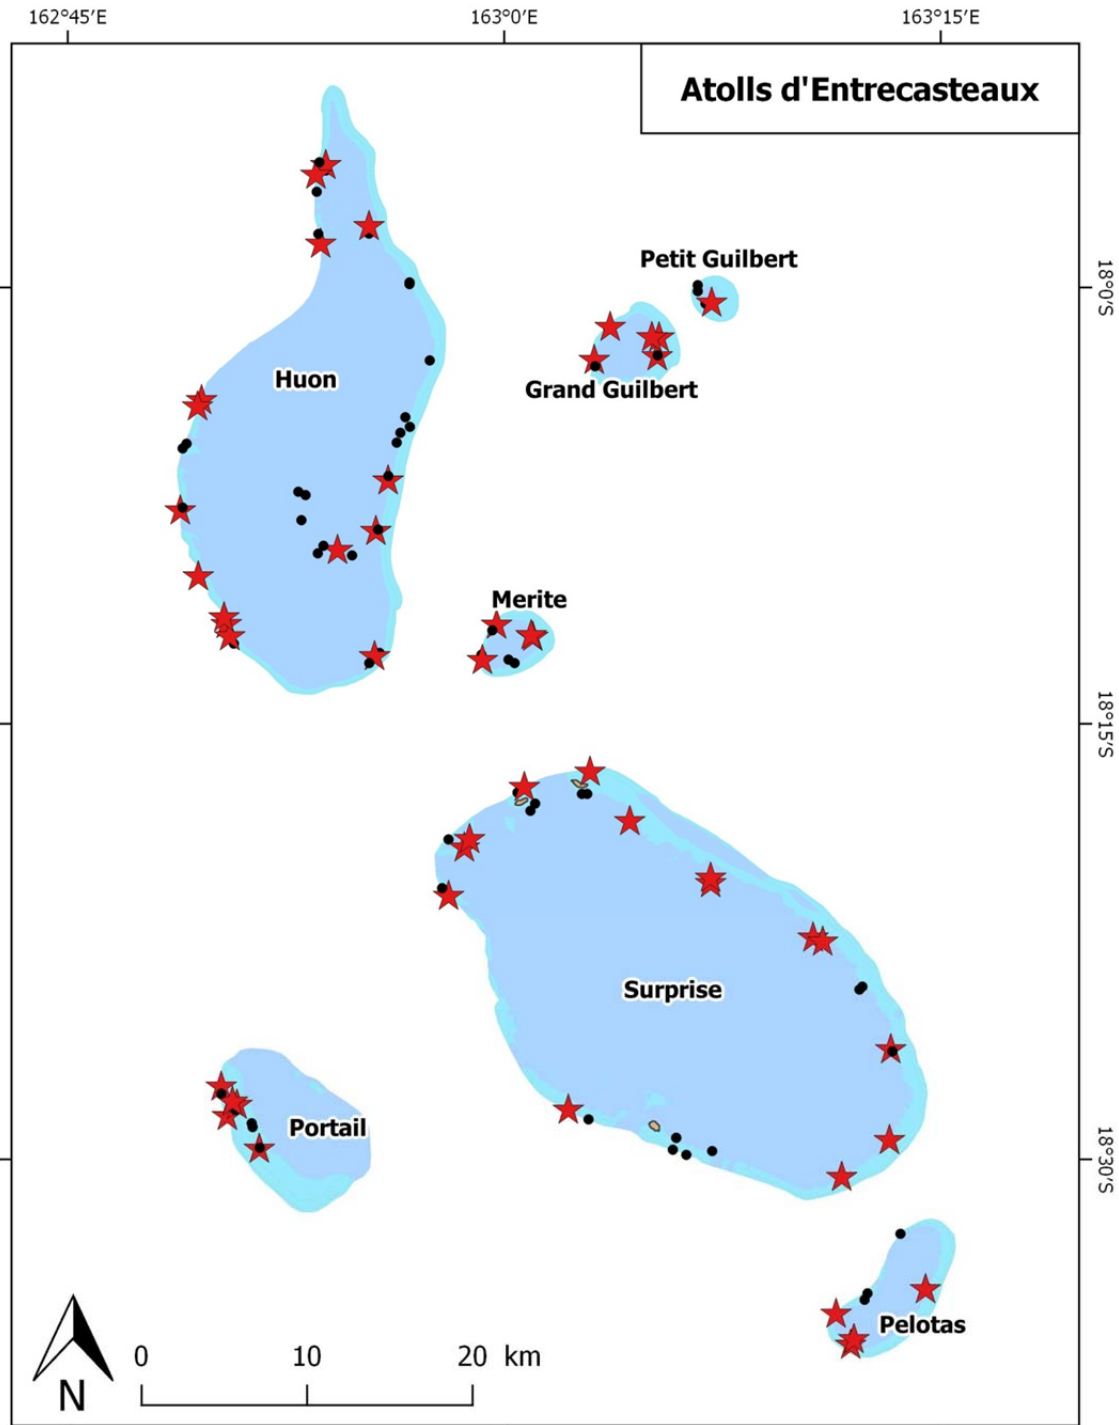 162°45′E
163°0′E
163°15′E
Atolls d'Entrecasteaux
Petit Guilbert
18°0′S
Huon
Grand Guilbert
Merite
18°15′S
Surprise
Portail
18°30′S
Pelotas
0 10 20 km
N